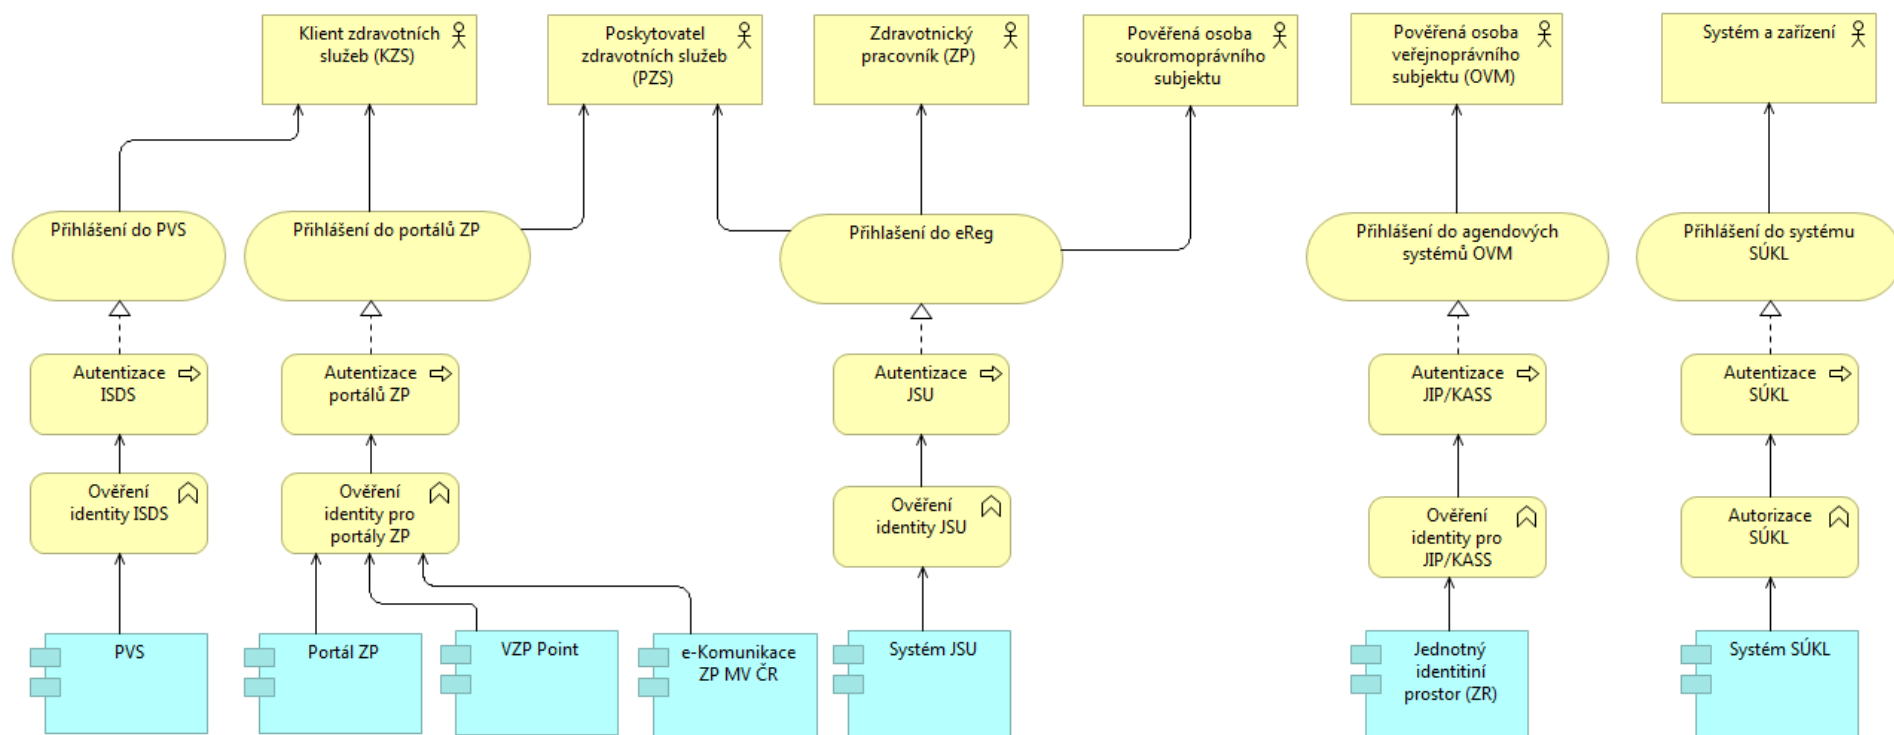 Klient zdravotních
služeb (KZS)
Poskytovatel
zdravotních služeb
(PZS)
Zdravotnický
pracovník (ZP)
Pověřená osoba
soukromoprávního
subjektu
Pověřená osoba
veřejnoprávního
subjektu (OVM)
Systém a zařízení
Přihlášení do PVS
Přihlášení do portálů ZP
Přihlašení do eReg
Přihlášení do agendových
systémů OVM
Přihlášení do systému
SÚKL
Autentizace
ISDS
Autentizace
portálů ZP
Autentizace
JSU
Autentizace
JIP/KASS
Autentizace
SÚKL
Ověření
identity ISDS
Ověření
identity pro
portály ZP
Ověření
identity JSU
Ověření
identity pro
JIP/KASS
Autorizace
SÚKL
PVS
Portál ZP
VZP Point
e-Komunikace
ZP MV ČR
Systém JSU
Jednotný
identitiní
prostor (ZR)
Systém SÚKL